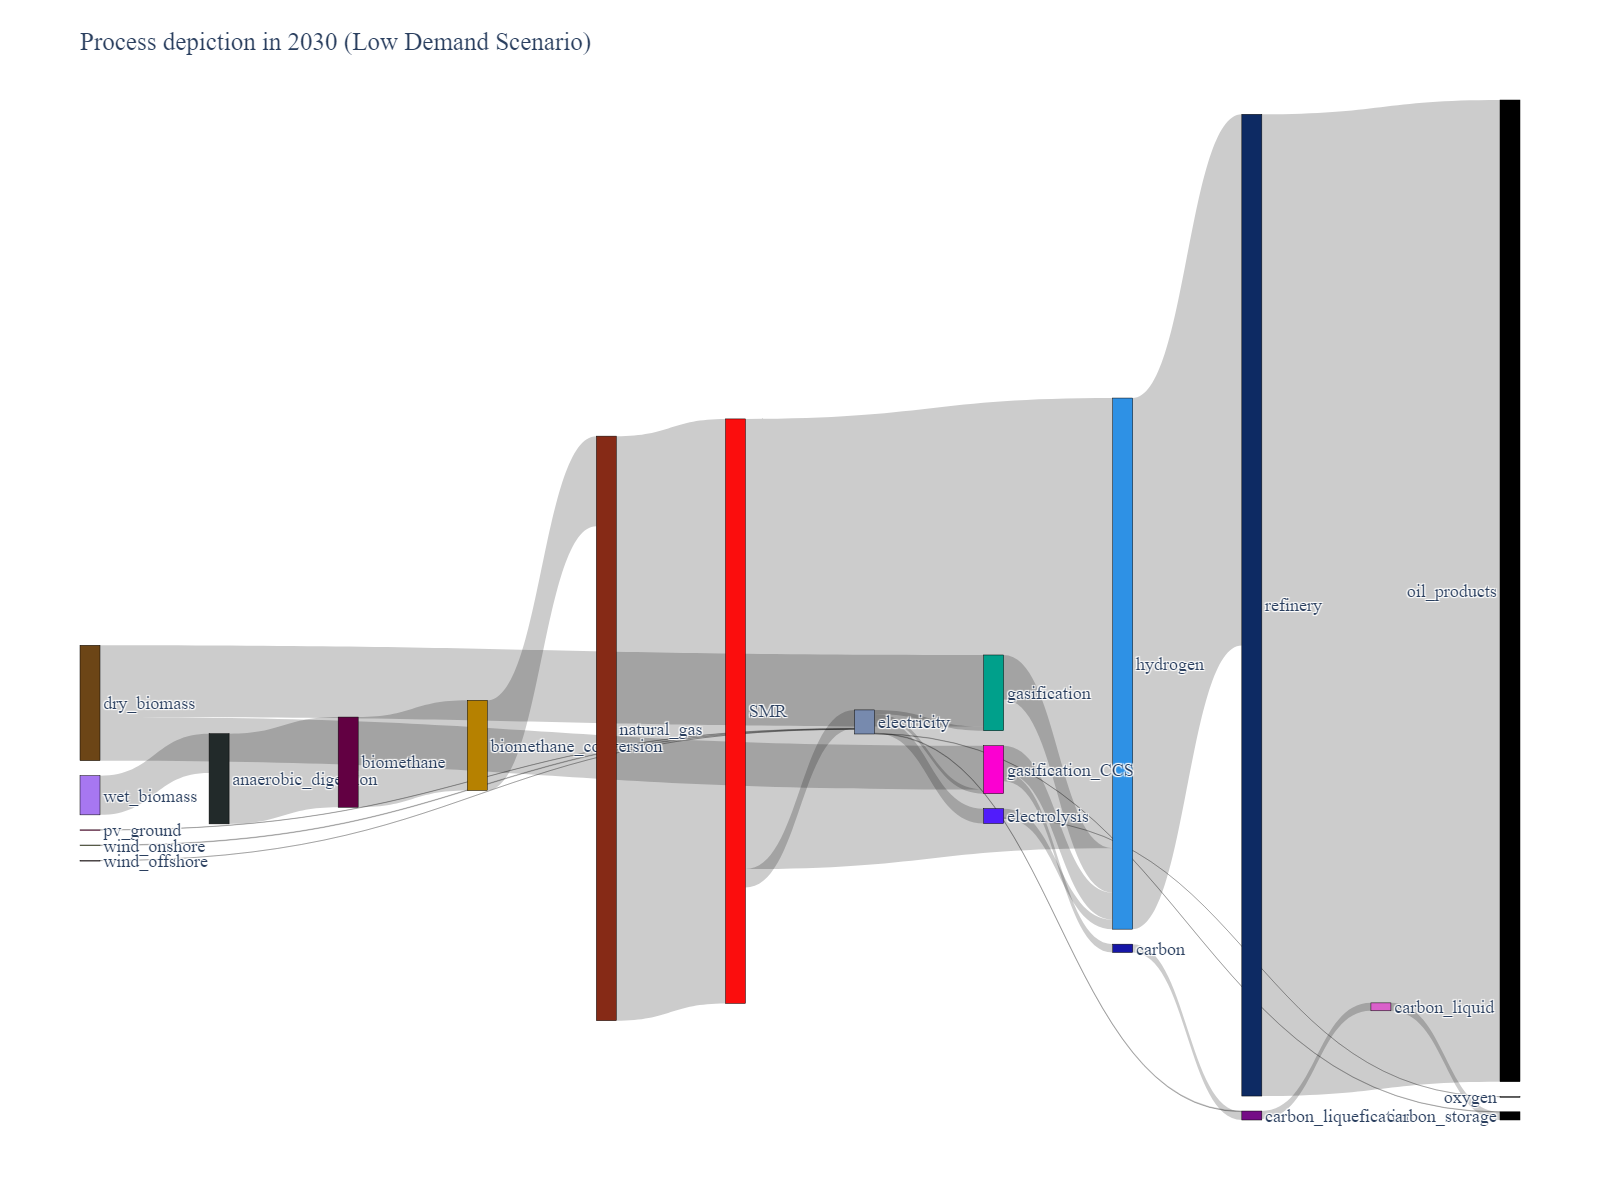 Process depiction in 2030 (Low Demand Scenario)
oil_products
refinery
hydrogen
gasification
dry_biomass
SMR
electricity
natural_gas
biomethane_conversion
biomethane
gasification_CCS
anaerobic_digestion
wet_biomass
electrolysis
pv_ground
wind_onshore
wind_offshore
carbon
carbon_liquid
oxygen
carbon_liquefication
carbon_storage